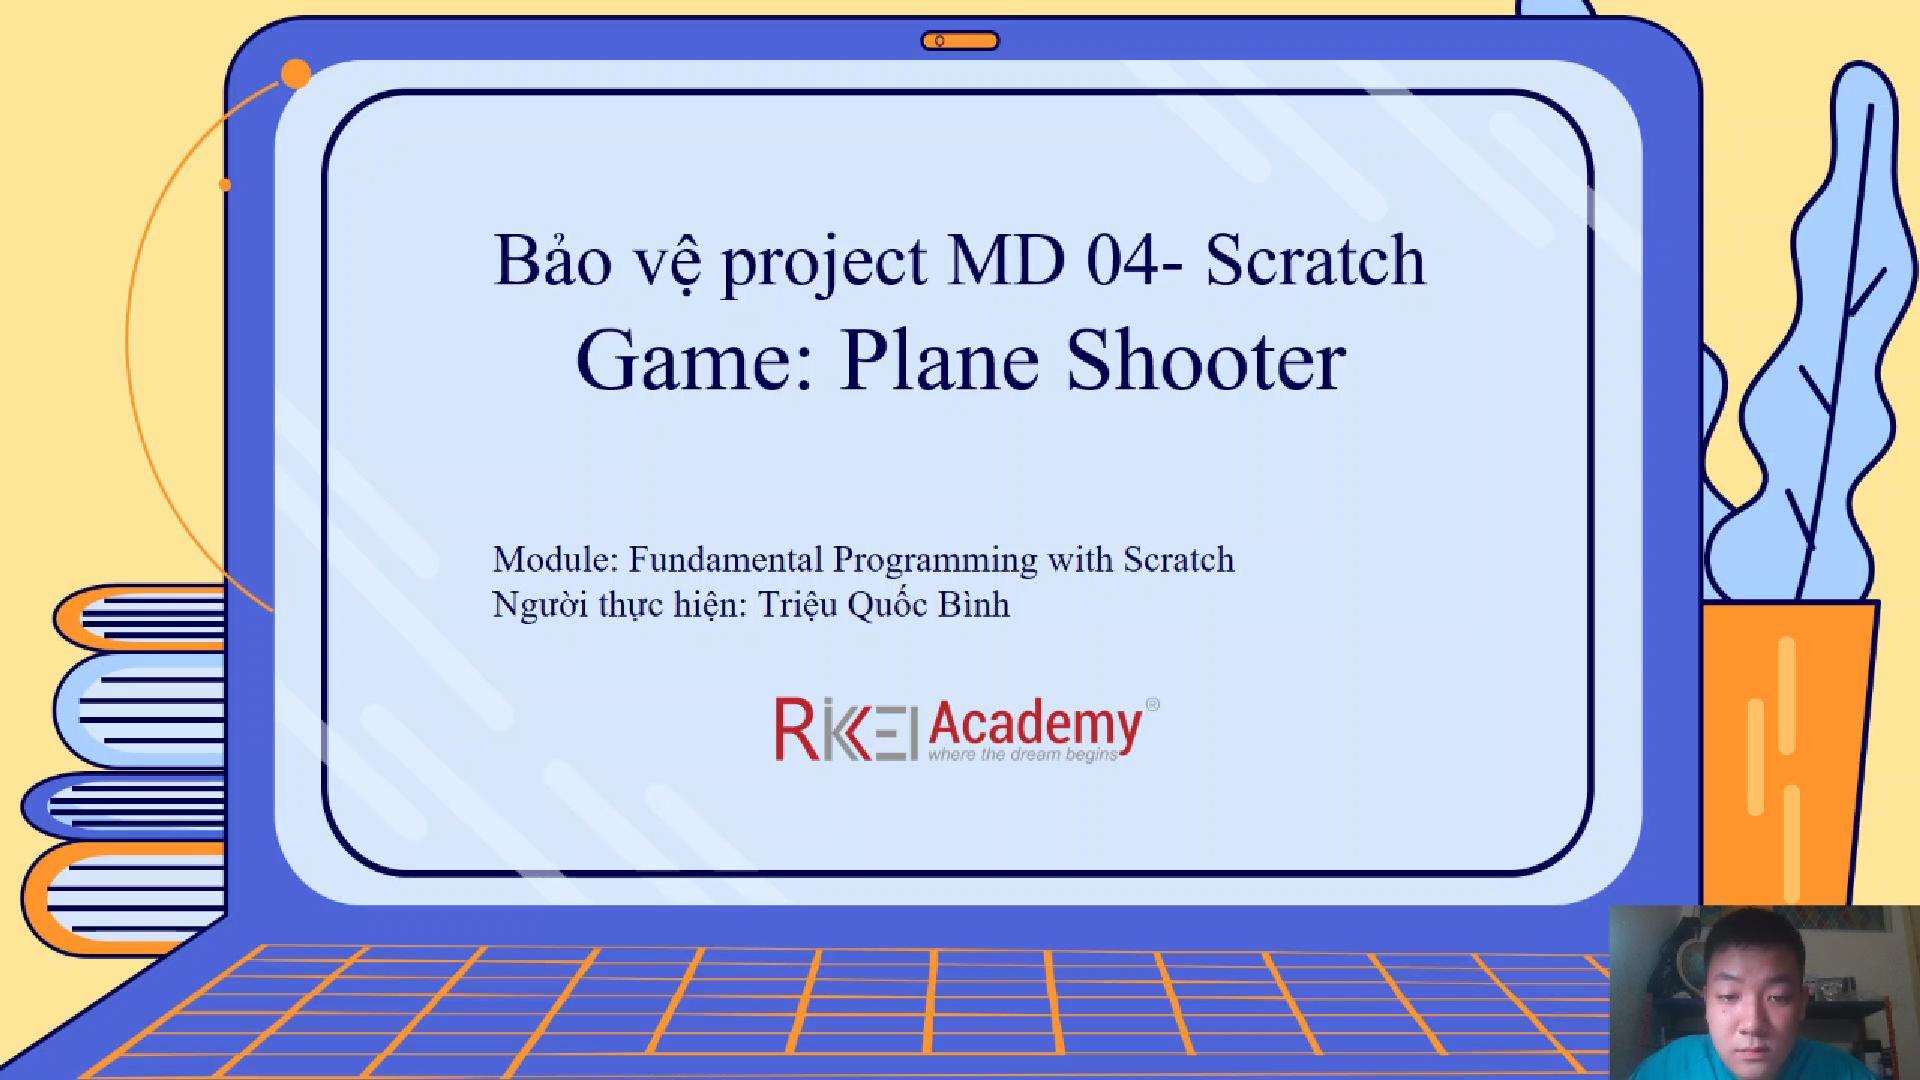 Bảo vệ project MD 04- Scratch
Game: Plane Shooter
Module: Fundamental Programming with Scratch
Người thực hiện: Triệu Quốc Bình
RIKKEI Academy ®
where the dream begins